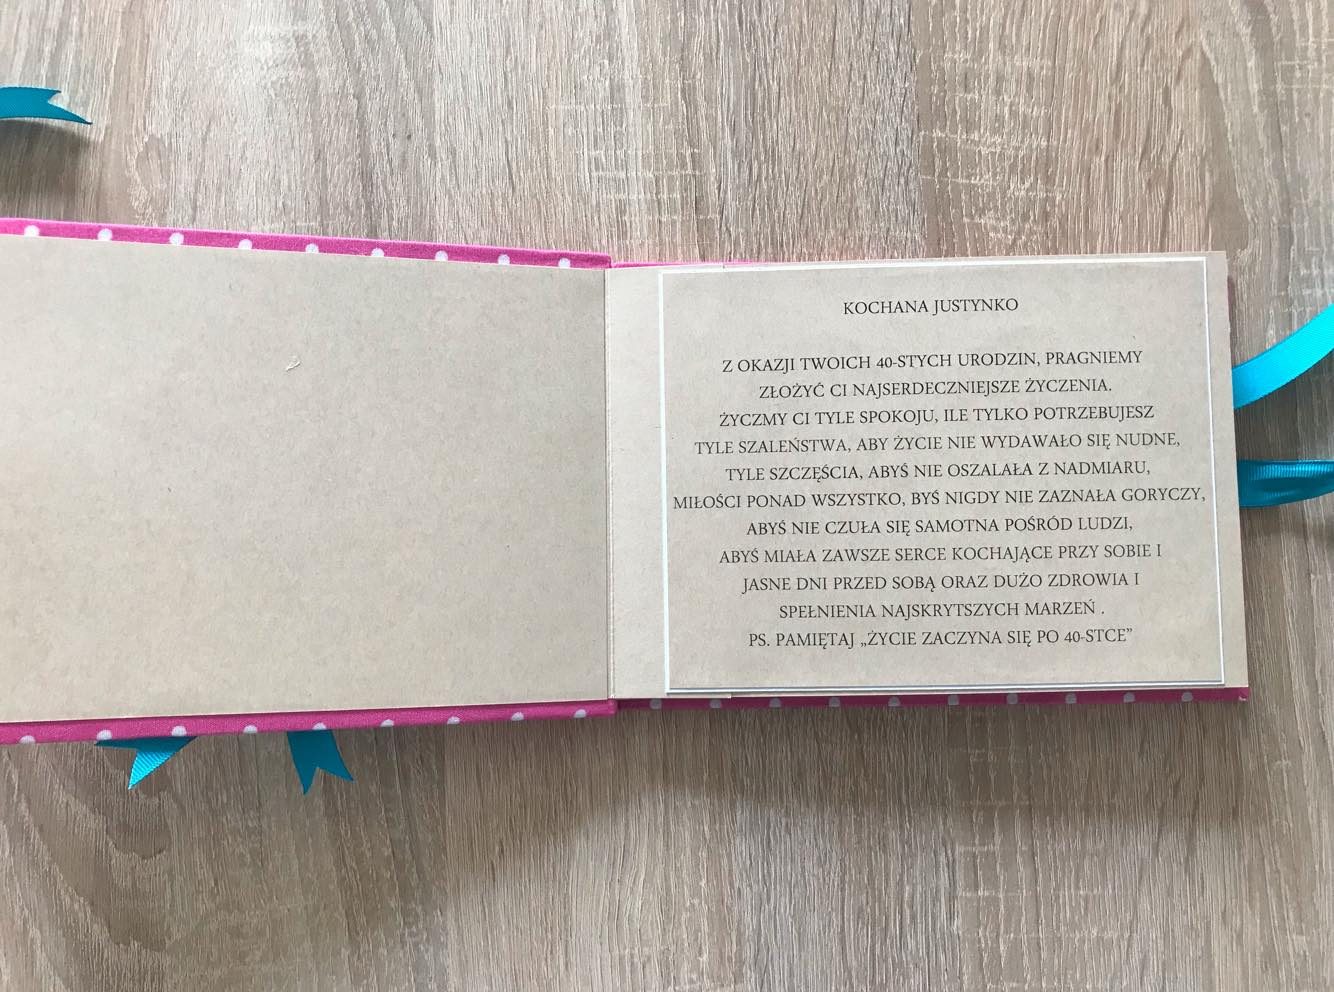 KOCHANA JUSTYNKO
Z OKAZJI TWOICH 40-STYCH URODZIN, PRAGNIEMY
ZŁOŻYĆ CI NAJSERDECZNIEJSZE ŻYCZENIA.
ŻYCZMY CI TYLE SPOKOJU, ILE TYLKO POTRZEBUJESZ
TYLE SZALEŃSTWA, ABY ŻYCIE NIE WYDAWAŁO SIĘ NUDNE,
TYLE SZCZĘŚCIA, ABYŚ NIE OSZALAŁA Z NADMIARU,
MIŁOŚCI PONAD WSZYSTKO, BYŚ NIGDY NIE ZAZNAŁA GORYCZY,
ABYŚ NIE CZUŁA SIĘ SAMOTNA POŚRÓD LUDZI,
ABYŚ MIAŁA ZAWSZE SERCE KOCHAJĄCE PRZY SOBIE I
JASNE DNI PRZED SOBĄ ORAZ DUŻO ZDROWIA I
SPEŁNIENIA NAJSKRYTSZYCH MARZEŃ .
PS. PAMIĘTAJ „ŻYCIE ZACZYNA SIĘ PO 40-STCE”